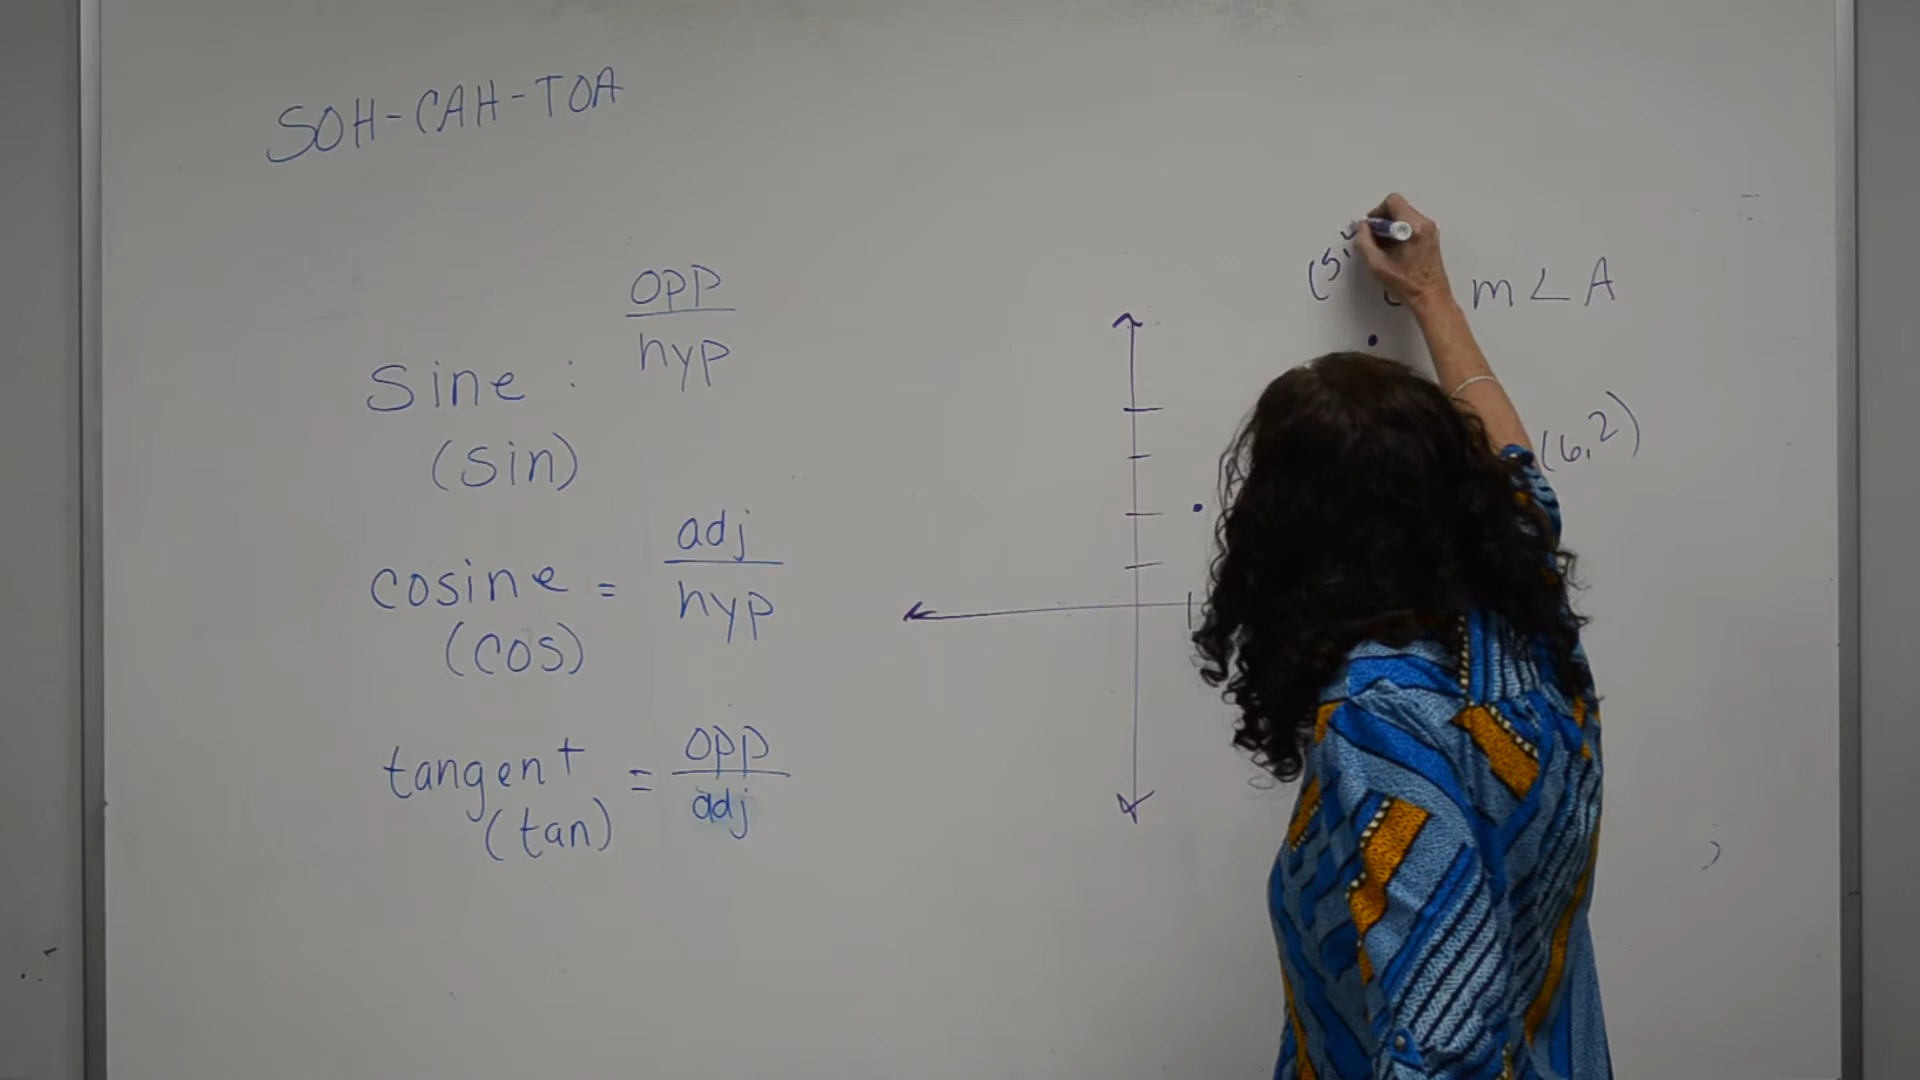 SOH-CAH-TOA
opp
hyp
Sine :
(sin)
adj
cosine =
hyp
(cos)
opp
tangent =
adj
(tan)
m∠A
(6,2)